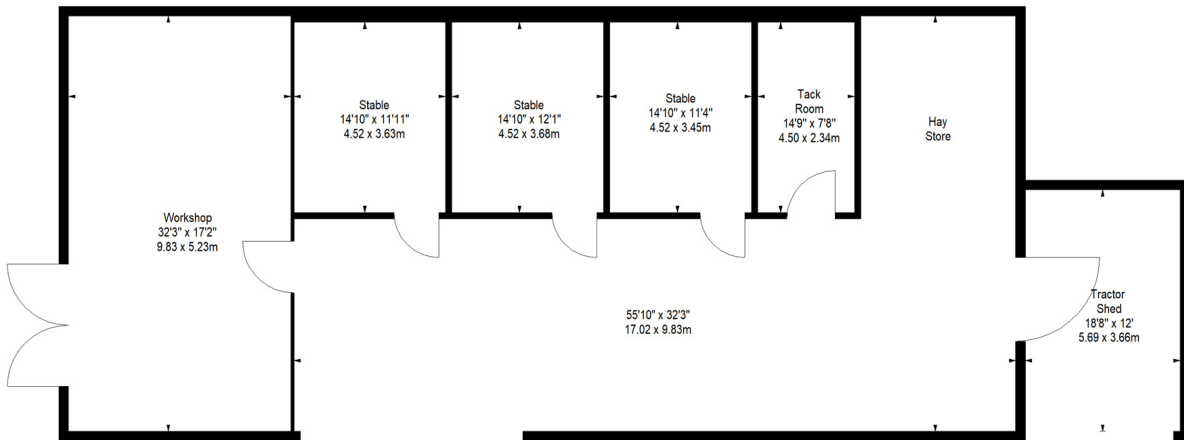 Stable
14'10" x 11'11"
4.52 x 3.63m
Stable
14'10" x 12'1"
4.52 x 3.68m
Stable
14'10" x 11'4"
4.52 x 3.45m
Tack
Room
14'9" x 7'8"
4.50 x 2.34m
Hay
Store
Workshop
32'3" x 17'2"
9.83 x 5.23m
55'10" x 32'3"
17.02 x 9.83m
Tractor
Shed
18'8" x 12'
5.69 x 3.66m